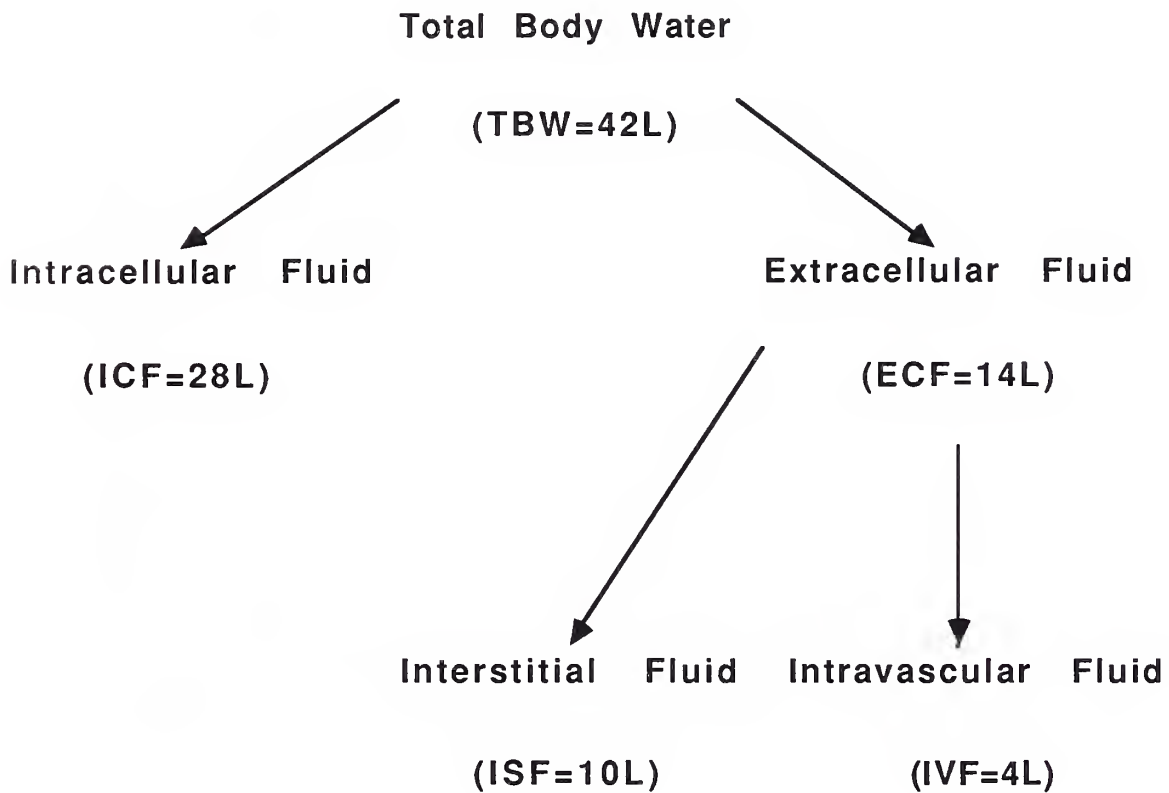 Total Body Water
(TBW=42L)
Intracellular Fluid
Extracellular Fluid
(ICF=28L)
(ECF=14L)
Interstitial Fluid
Intravascular Fluid
(ISF=10L)
(IVF=4L)